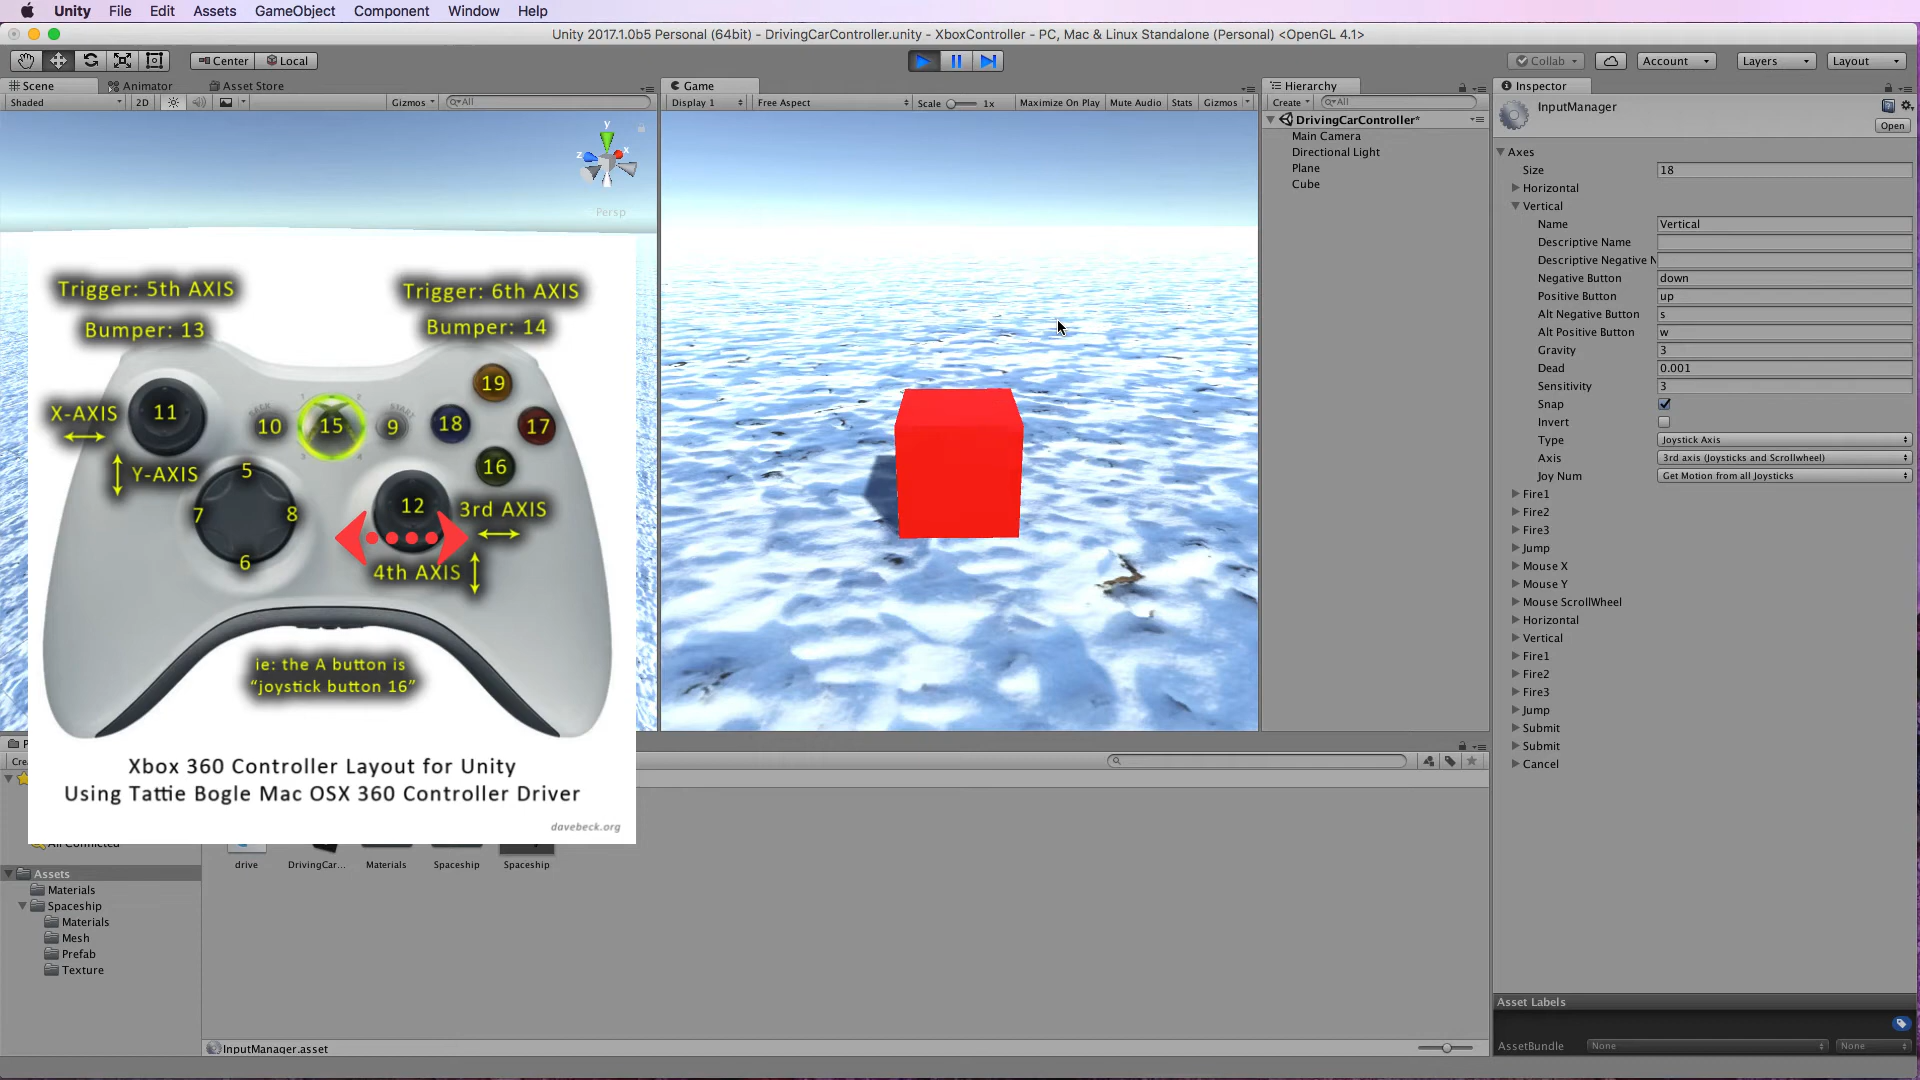 Unity File Edit Assets GameObject Component Window Help
Unity 2017.1.0b5 Personal (64bit) - DrivingCarController.unity - XboxController - PC, Mac & Linux Standalone (Personal) <OpenGL 4.1>
Center Local
Collab Account Layers Layout
Scene Animator Asset Store
Shaded 2D Gizmos All
y
x
z
Persp
Game
Display 1 Free Aspect Scale 1x Maximize On Play Mute Audio Stats Gizmos
Hierarchy
Create All
DrivingCarController*
Main Camera
Directional Light
Plane
Cube
Inspector
InputManager
Open
Axes
Size 18
Horizontal
Vertical
Name Vertical
Descriptive Name
Descriptive Negative N
Negative Button down
Positive Button up
Alt Negative Button s
Alt Positive Button w
Gravity 3
Dead 0.001
Sensitivity 3
Snap
Invert
Type Joystick Axis
Axis 3rd axis (Joysticks and Scrollwheel)
Joy Num Get Motion from all Joysticks
Fire1
Fire2
Fire3
Jump
Mouse X
Mouse Y
Mouse ScrollWheel
Horizontal
Vertical
Fire1
Fire2
Fire3
Jump
Submit
Submit
Cancel
Asset Labels
AssetBundle None None
Trigger: 5th AXIS
Trigger: 6th AXIS
Bumper: 13
Bumper: 14
X-AXIS
Y-AXIS
11
BACK
10
15
START
9
19
18
17
16
5
7
8
6
12
3rd AXIS
4th AXIS
ie: the A button is
“joystick button 16”
Xbox 360 Controller Layout for Unity
Using Tattie Bogle Mac OSX 360 Controller Driver
davebeck.org
drive DrivingCar... Materials Spaceship Spaceship
Assets
Materials
Spaceship
Materials
Mesh
Prefab
Texture
InputManager.asset